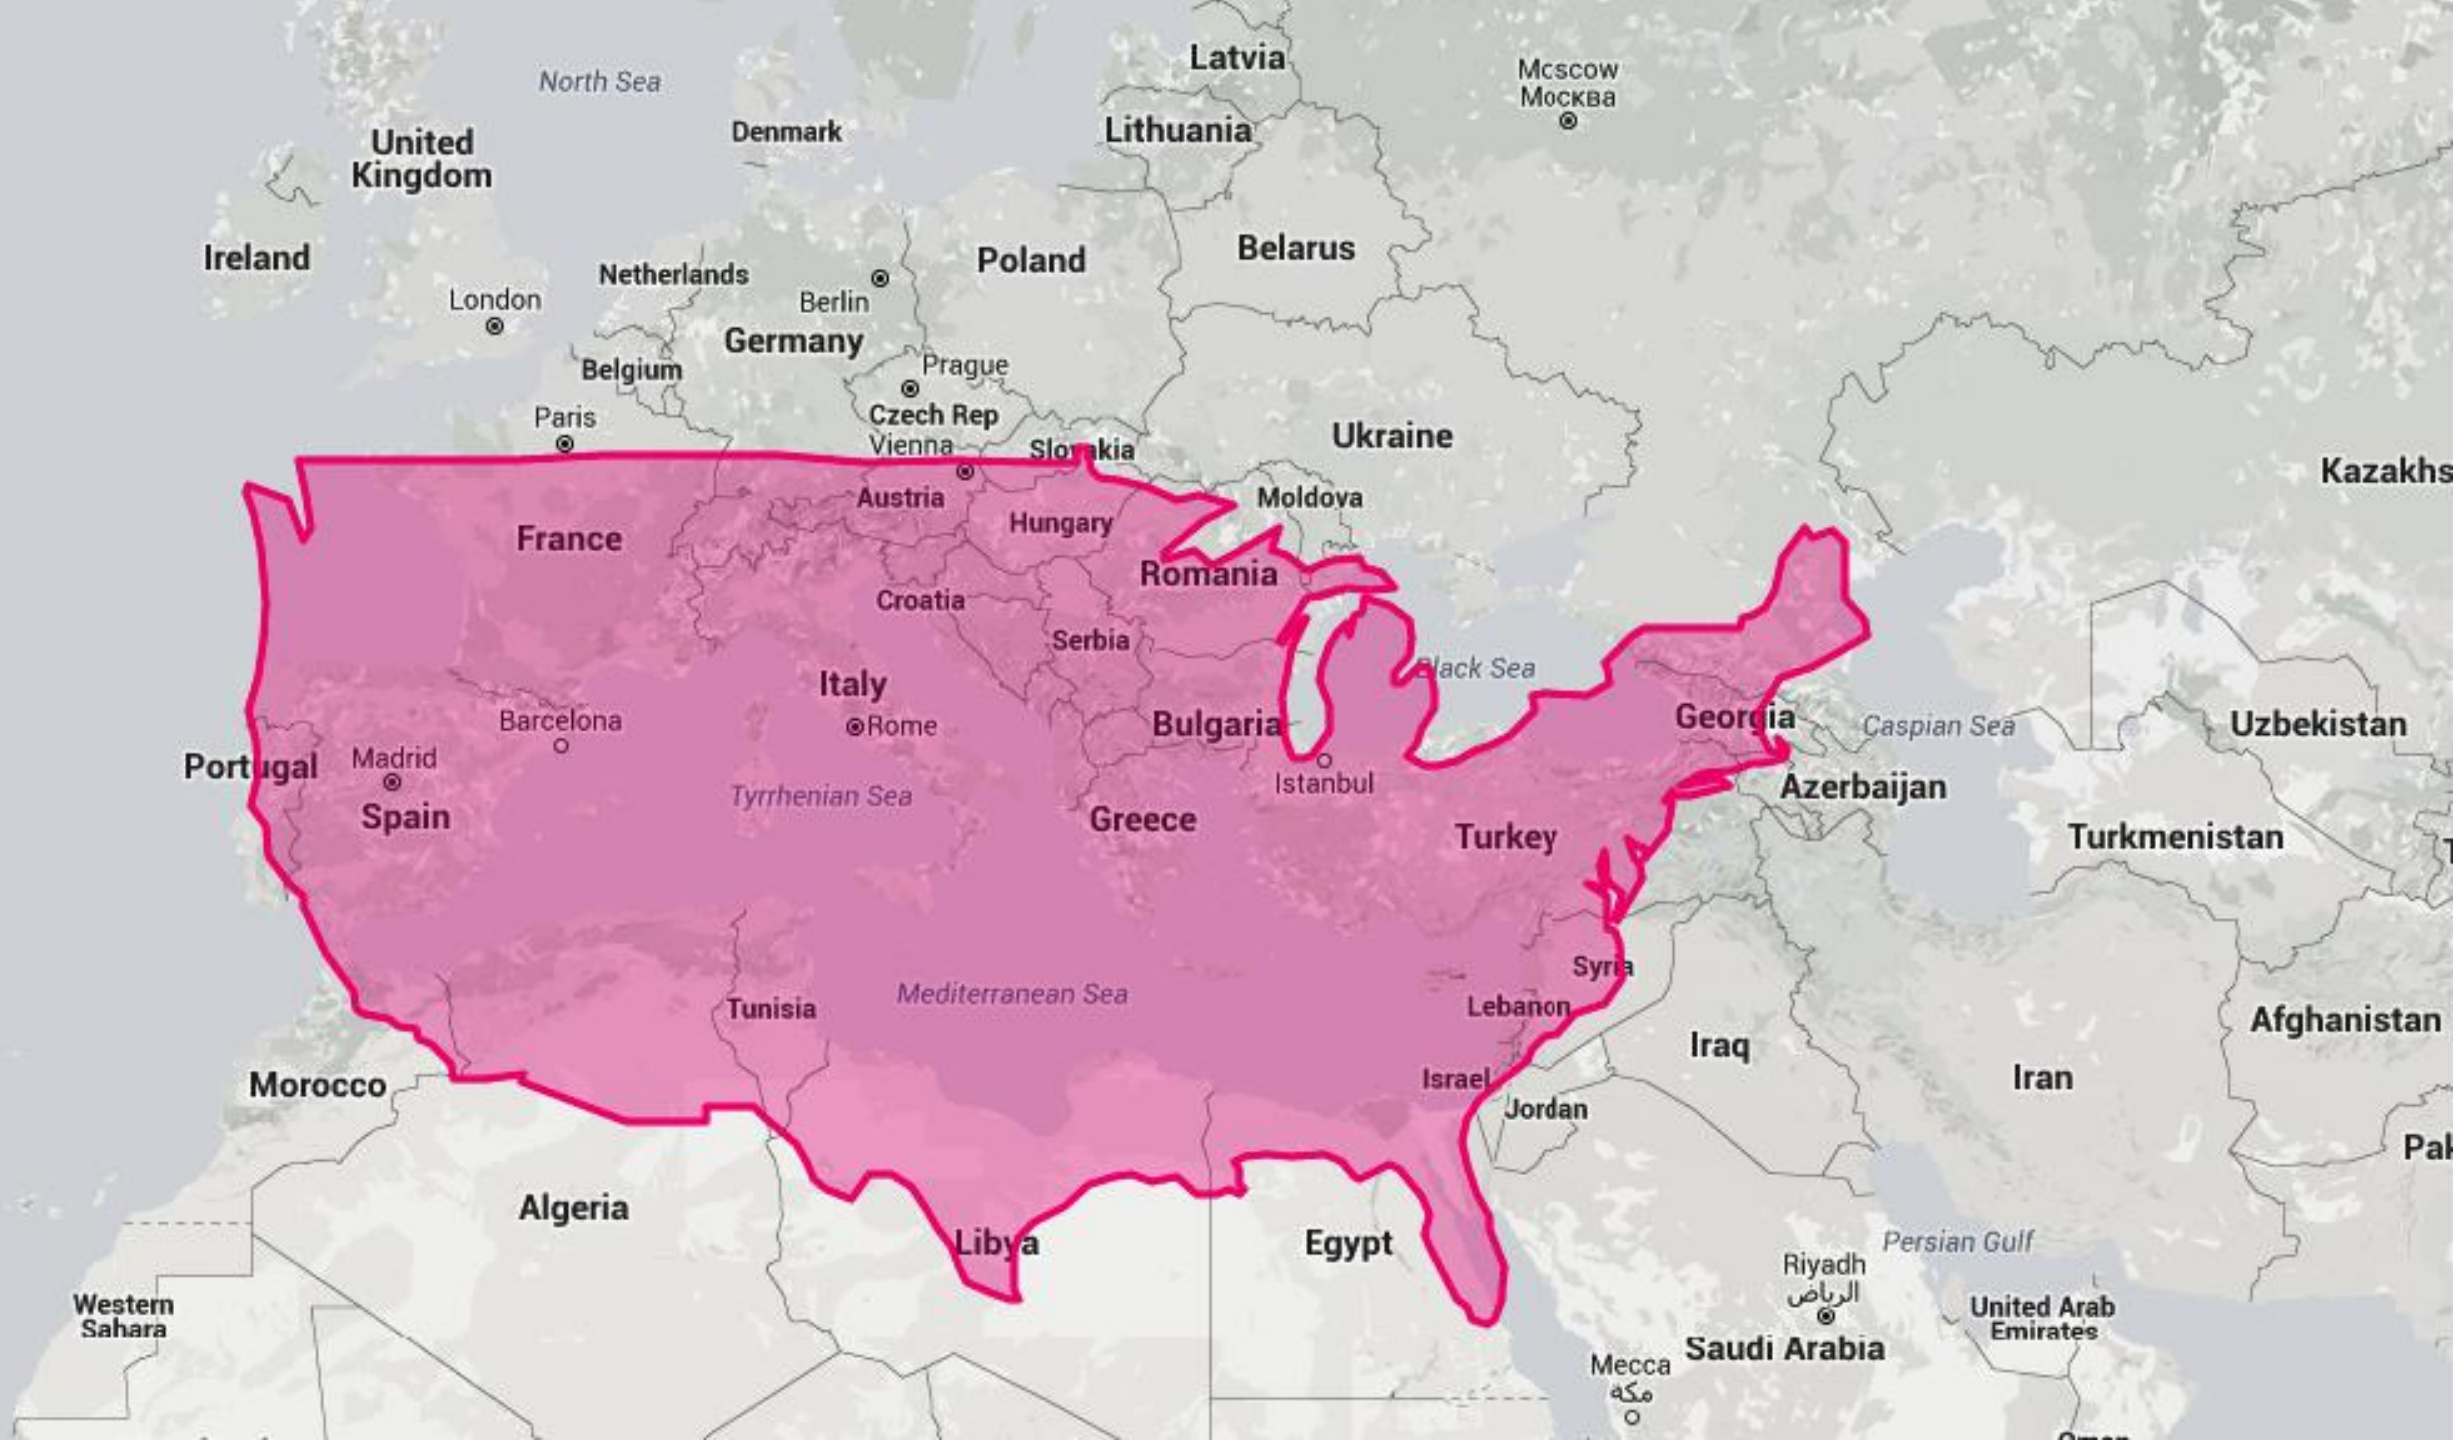 Latvia
Mcscow
Москва
North Sea
United
Kingdom
Denmark
Lithuania
Ireland
Netherlands
Poland
Belarus
London
Berlin
Germany
Belgium
Prague
Paris
Czech Rep
Vienna
Slovakia
Ukraine
Kazakhs
Austria
Moldova
France
Hungary
Romania
Croatia
Serbia
Italy
Black Sea
Barcelona
Rome
Bulgaria
Georgia
Caspian Sea
Uzbekistan
Portugal
Madrid
Spain
Istanbul
Azerbaijan
Tyrrhenian Sea
Greece
Turkey
Turkmenistan
Syria
Mediterranean Sea
Tunisia
Lebanon
Afghanistan
Iraq
Morocco
Israel
Iran
Jordan
Pak
Algeria
Libya
Egypt
Persian Gulf
Riyadh
الرياض
Western
Sahara
United Arab
Emirates
Saudi Arabia
Mecca
مكة